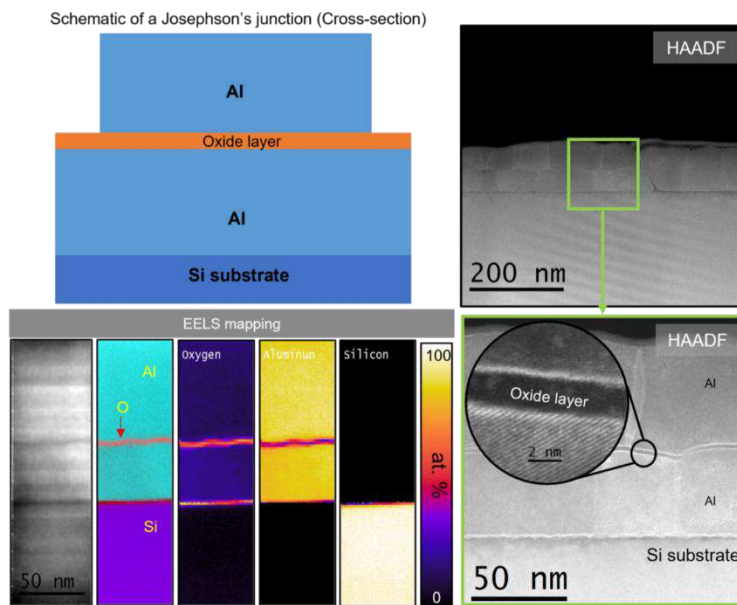 Schematic of a Josephson's junction (Cross-section)
Al
Oxide layer
Al
Si substrate
HAADF
200 nm
EELS mapping
Al
O
Si
50 nm
Oxygen
Aluminum
Silicon
100
at. %
0
HAADF
Oxide layer
2 nm
Al
Al
Si substrate
50 nm